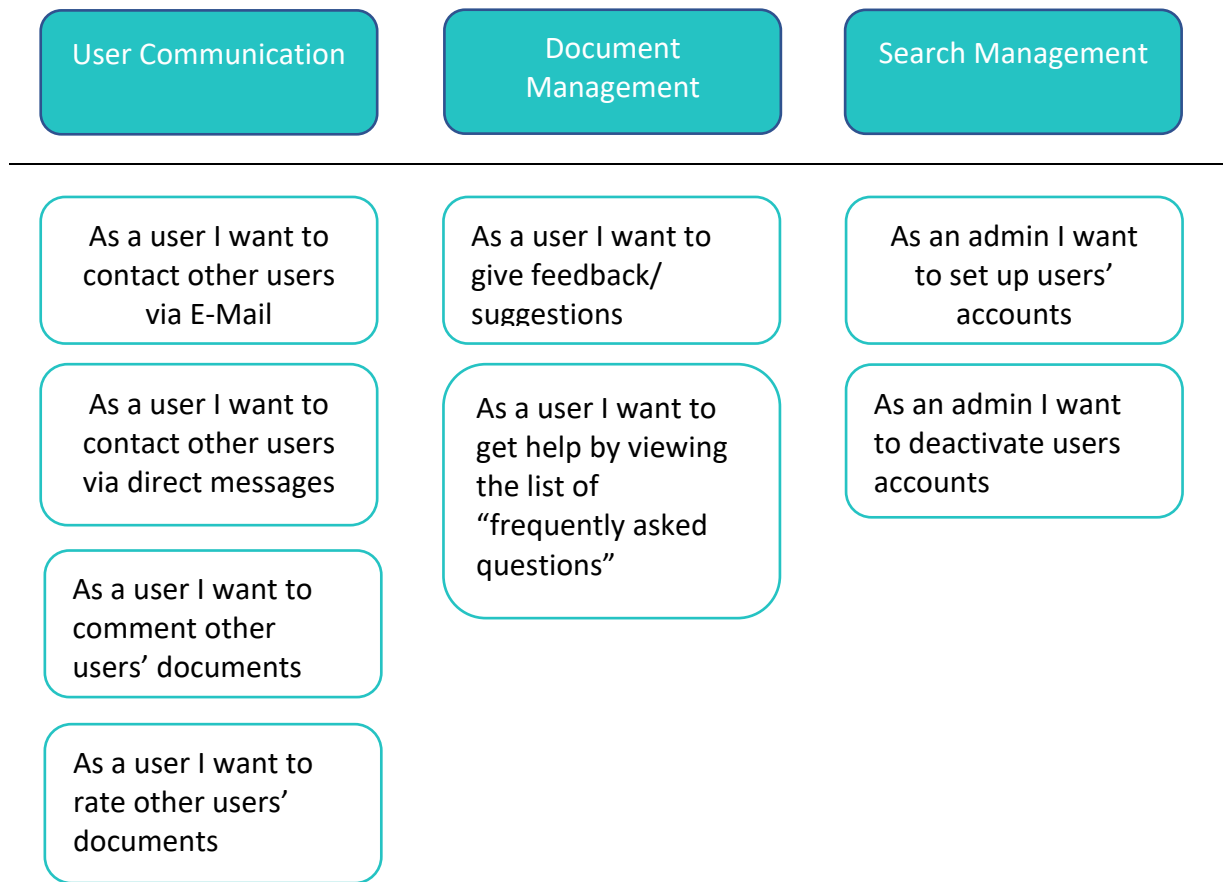 User Communication
Document
Management
Search Management
As a user I want to
contact other users
via E-Mail
As a user I want to
give feedback/
suggestions
As an admin I want
to set up users’
accounts
As a user I want to
contact other users
via direct messages
As a user I want to
get help by viewing
the list of
“frequently asked
questions”
As an admin I want
to deactivate users
accounts
As a user I want to
comment other
users’ documents
As a user I want to
rate other users’
documents